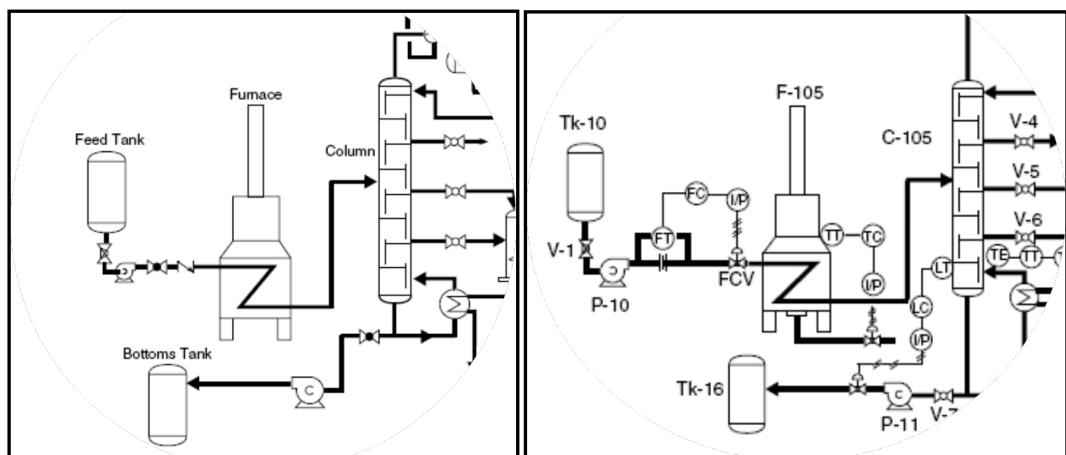 Furnace
Feed Tank
Column
C
Bottoms Tank
C
F-105
Tk-10
C-105
V-4
FC
I/P
V-5
V-6
FT
TT
TC
V-1
TE
TT
LT
C
FCV
I/P
P-10
LC
I/P
Tk-16
C
P-11